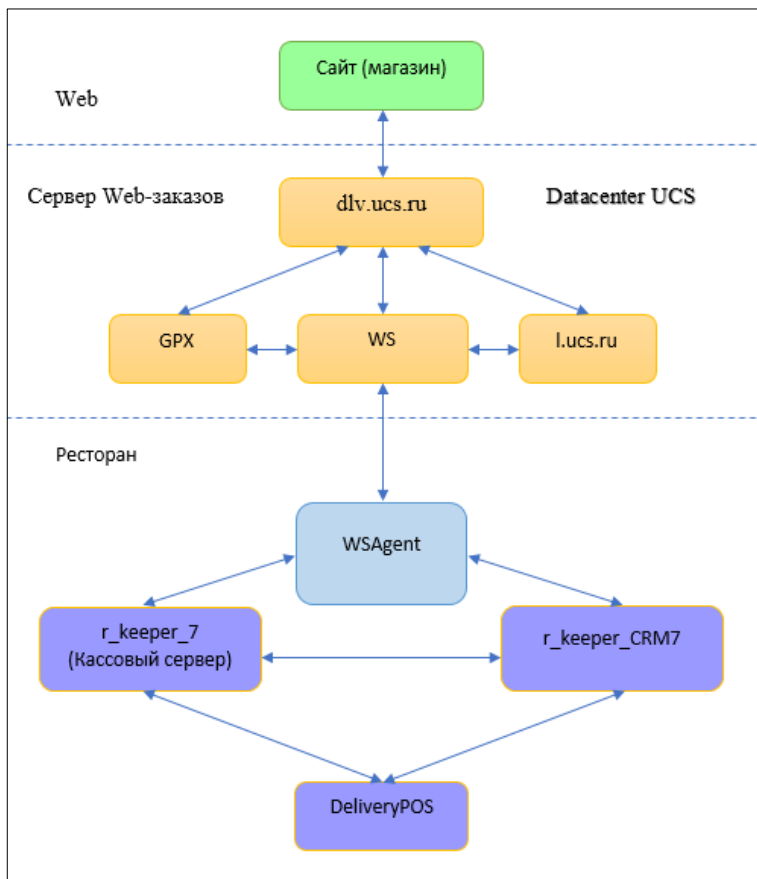 Сайт (магазин)
Web
Сервер Web-заказов
dlv.ucs.ru
Datacenter UCS
GPX
WS
l.ucs.ru
Ресторан
WSAgent
r_keeper_7
(Кассовый сервер)
r_keeper_CRM7
DeliveryPOS